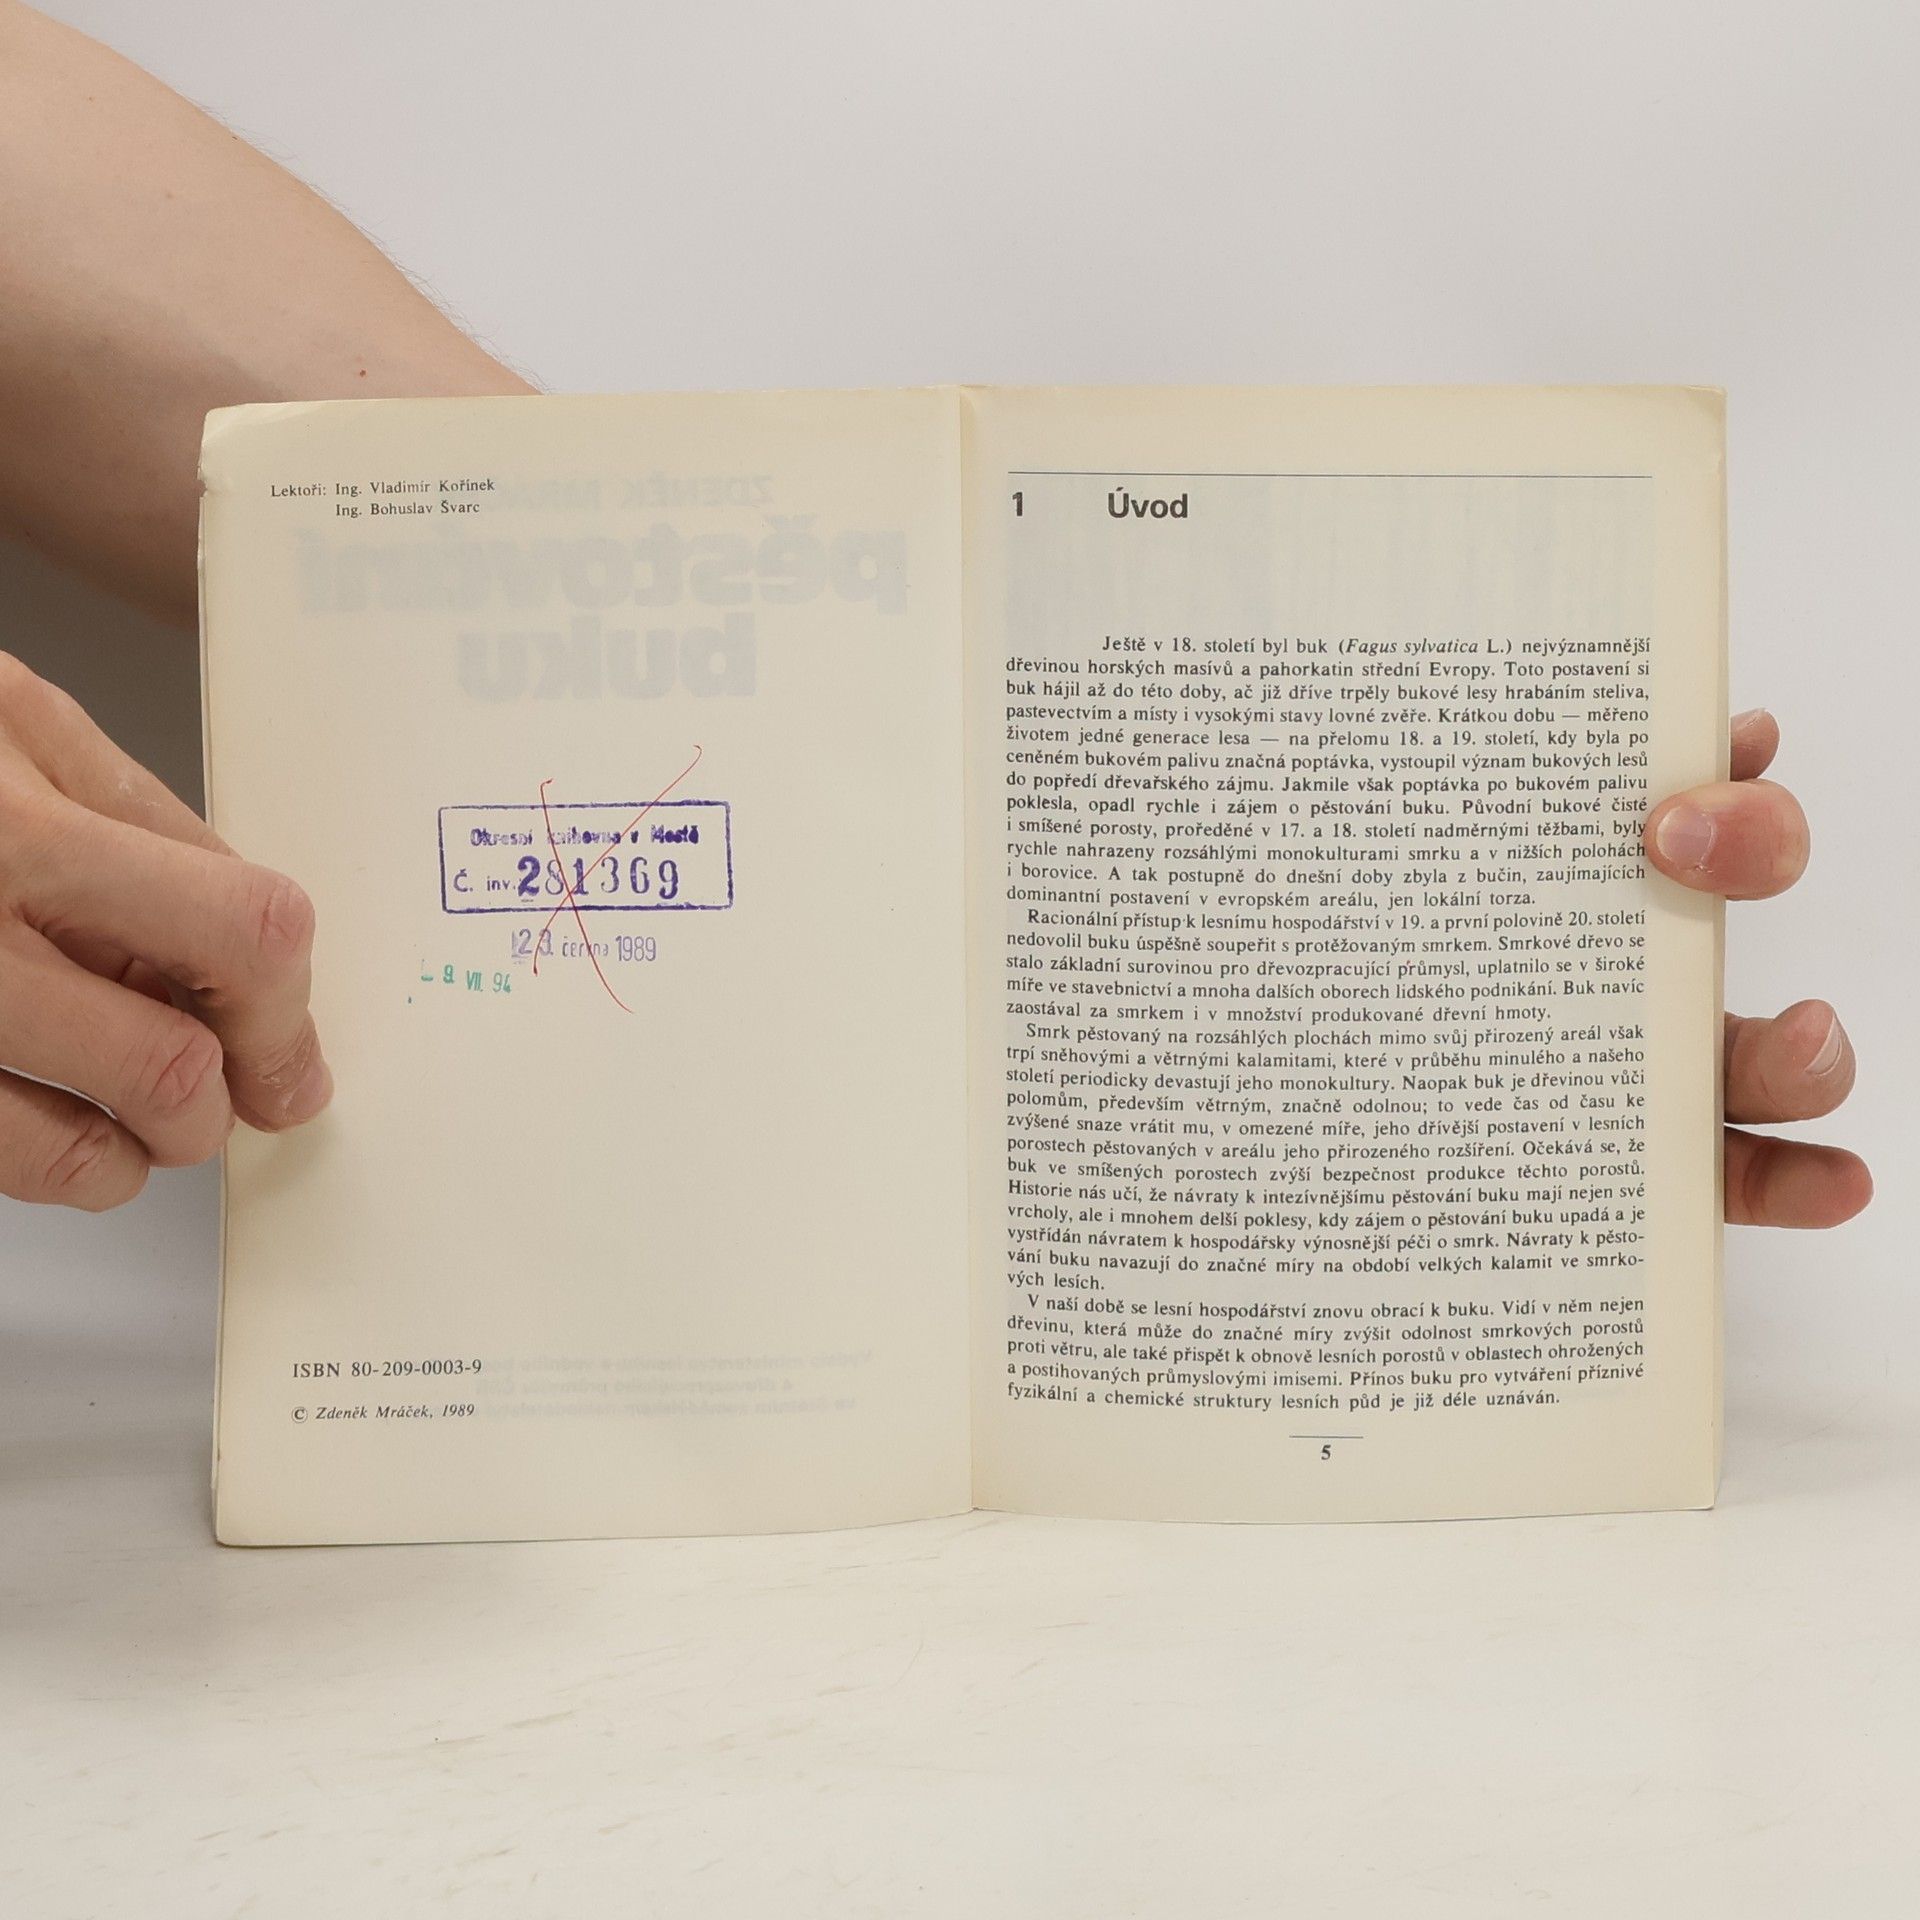 Lektoři: Ing. Vladimír Kořínek
Ing. Bohuslav Švarc
Okresní knihovna v Mostě
Č. inv. 281369
23. června 1989
- 9. VII. 94
ISBN 80-209-0003-9
© Zdeněk Mráček, 1989
1 Úvod
Ještě v 18. století byl buk (Fagus sylvatica L.) nejvýznamnější
dřevinou horských masívů a pahorkatin střední Evropy. Toto postavení si
buk hájil až do této doby, ač již dříve trpěly bukové lesy hrabáním steliva,
pastevectvím a místy i vysokými stavy lovné zvěře. Krátkou dobu — měřeno
životem jedné generace lesa — na přelomu 18. a 19. století, kdy byla po
ceněném bukovém palivu značná poptávka, vystoupil význam bukových lesů
do popředí dřevařského zájmu. Jakmile však poptávka po bukovém palivu
poklesla, opadl rychle i zájem o pěstování buku. Původní bukové čisté
i smíšené porosty, proředěné v 17. a 18. století nadměrnými těžbami, byly
rychle nahrazeny rozsáhlými monokulturami smrku a v nižších polohách
i borovice. A tak postupně do dnešní doby zbyla z bučin, zaujímajících
dominantní postavení v evropském areálu, jen lokální torza.
Racionální přístup k lesnímu hospodářství v 19. a první polovině 20. století
nedovolil buku úspěšně soupeřit s protěžovaným smrkem. Smrkové dřevo se
stalo základní surovinou pro dřevozpracující průmysl, uplatnilo se v široké
míře ve stavebnictví a mnoha dalších oborech lidského podnikání. Buk navíc
zaostával za smrkem i v množství produkované dřevní hmoty.
Smrk pěstovaný na rozsáhlých plochách mimo svůj přirozený areál však
trpí sněhovými a větrnými kalamitami, které v průběhu minulého a našeho
století periodicky devastují jeho monokultury. Naopak buk je dřevinou vůči
polomům, především větrným, značně odolnou; to vede čas od času ke
zvýšené snaze vrátit mu, v omezené míře, jeho dřívější postavení v lesních
porostech pěstovaných v areálu jeho přirozeného rozšíření. Očekává se, že
buk ve smíšených porostech zvýší bezpečnost produkce těchto porostů.
Historie nás učí, že návraty k intezívnějšímu pěstování buku mají nejen své
vrcholy, ale i mnohem delší poklesy, kdy zájem o pěstování buku upadá a je
vystřídán návratem k hospodářsky výnosnější péči o smrk. Návraty k pěsto-
vání buku navazují do značné míry na období velkých kalamit ve smrko-
vých lesích.
V naší době se lesní hospodářství znovu obrací k buku. Vidí v něm nejen
dřevinu, která může do značné míry zvýšit odolnost smrkových porostů
proti větru, ale také přispět k obnově lesních porostů v oblastech ohrožených
a postihovaných průmyslovými imisemi. Přínos buku pro vytváření příznivé
fyzikální a chemické struktury lesních půd je již déle uznáván.
5